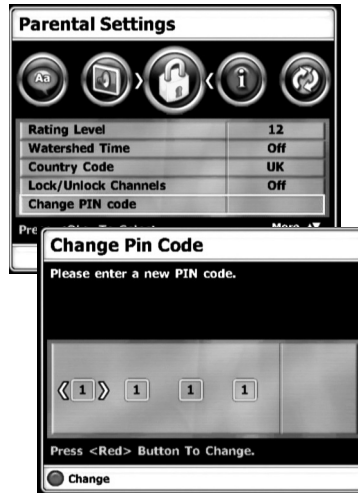 Parental Settings
Aa
i
Rating Level 12
Watershed Time Off
Country Code UK
Lock/Unlock Channels Off
Change PIN code
Change Pin Code
Please enter a new PIN code.
1 1 1 1
Press <Red> Button To Change.
Change